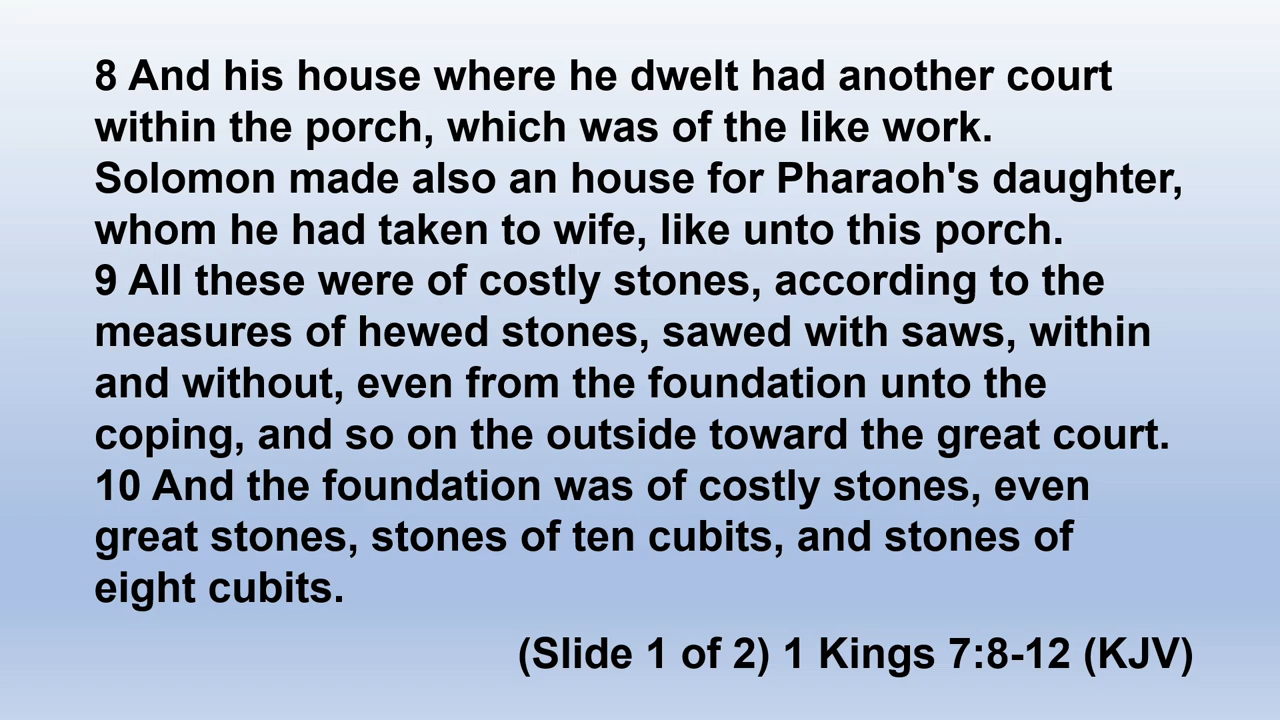 8 And his house where he dwelt had another court
within the porch, which was of the like work.
Solomon made also an house for Pharaoh's daughter,
whom he had taken to wife, like unto this porch.
9 All these were of costly stones, according to the
measures of hewed stones, sawed with saws, within
and without, even from the foundation unto the
coping, and so on the outside toward the great court.
10 And the foundation was of costly stones, even
great stones, stones of ten cubits, and stones of
eight cubits.
(Slide 1 of 2) 1 Kings 7:8-12 (KJV)